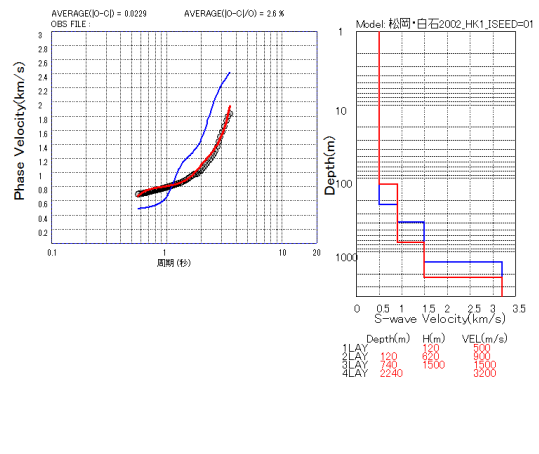 AVERAGE(|O-C|) = 0.0229 AVERAGE(|O-C|/O) = 2.6 %
OBS FILE :
Phase Velocity(km/s)
3
2.8
2.6
2.4
2.2
2
1.8
1.6
1.4
1.2
1
0.8
0.6
0.4
0.2
0.1 1 10 20
周期 (秒)
Model: 松岡・白石2002_HK1_ISEED=01
Depth(m)
1
10
100
1000
0 0.5 1 1.5 2 2.5 3 3.5
S-wave Velocity(km/s)
Depth(m) H(m) VEL(m/s)
1LAY 120 500
2LAY 120 620 900
3LAY 740 1500 1500
4LAY 2240 3200